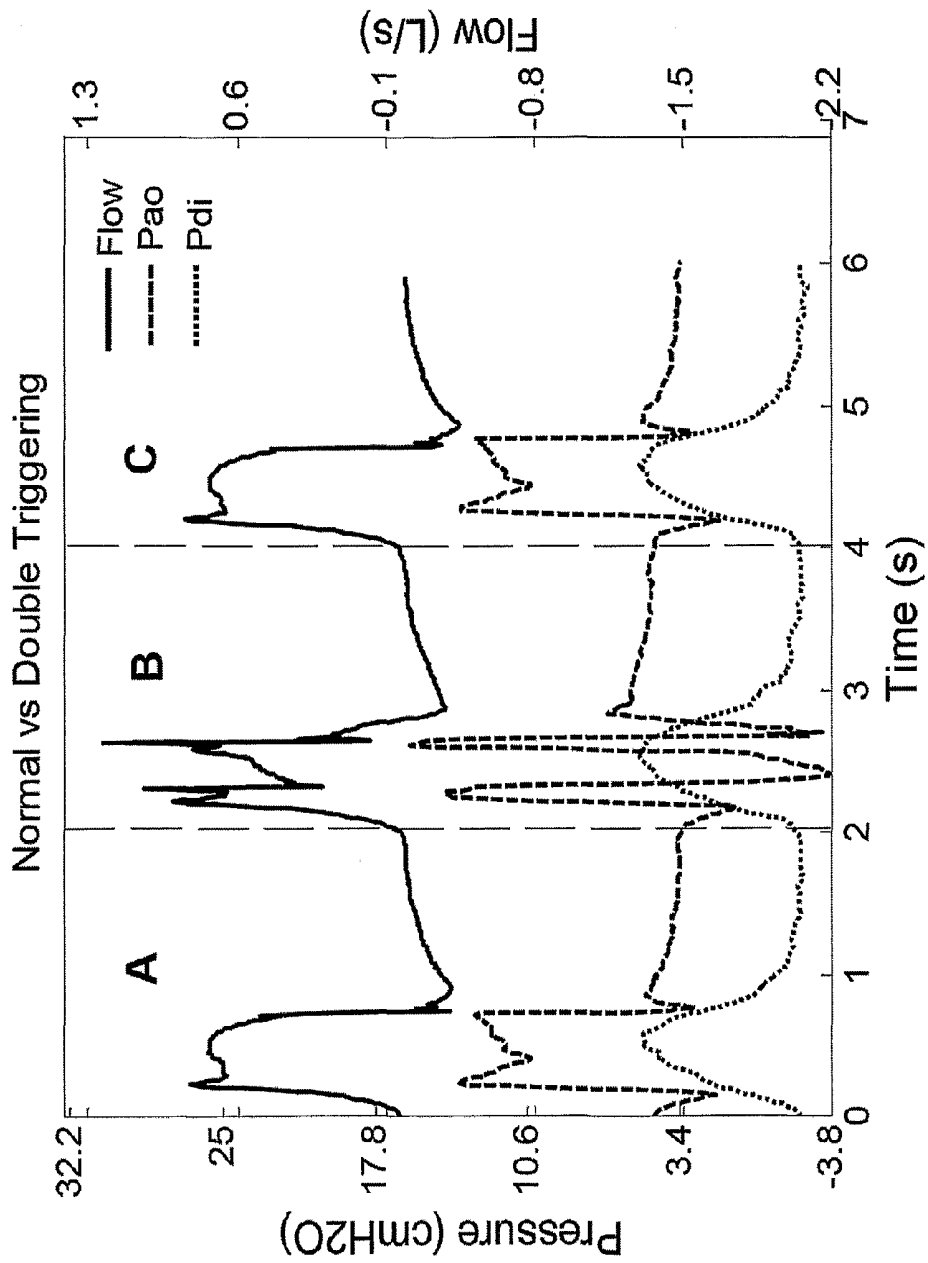 Normal vs Double Triggering
A
B
C
Flow
Pao
Pdi
Pressure (cmH2O)
32.2
25
17.8
10.6
3.4
-3.8
Flow (L/s)
1.3
0.6
-0.1
-0.8
-1.5
-2.2
0
1
2
3
4
5
6
7
Time (s)